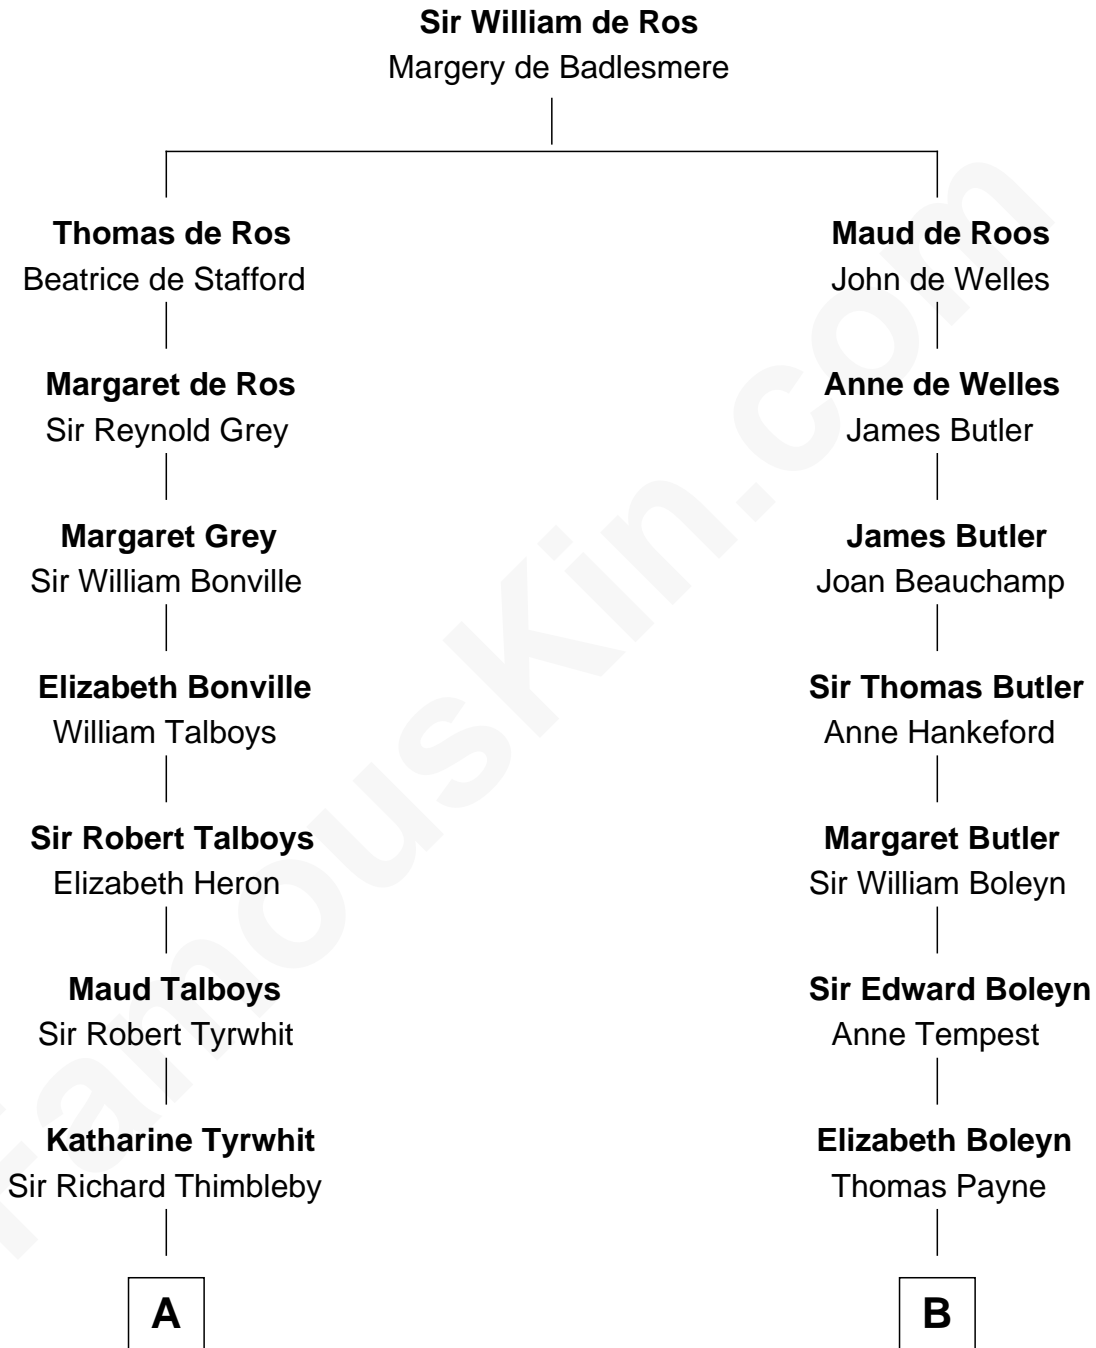 Sir William de Ros
Margery de Badlesmere
Thomas de Ros
Beatrice de Stafford
Margaret de Ros
Sir Reynold Grey
Margaret Grey
Sir William Bonville
Elizabeth Bonville
William Talboys
Sir Robert Talboys
Elizabeth Heron
Maud Talboys
Sir Robert Tyrwhit
Katharine Tyrwhit
Sir Richard Thimbleby
A
Maud de Roos
John de Welles
Anne de Welles
James Butler
James Butler
Joan Beauchamp
Sir Thomas Butler
Anne Hankeford
Margaret Butler
Sir William Boleyn
Sir Edward Boleyn
Anne Tempest
Elizabeth Boleyn
Thomas Payne
B
FamousKin.com